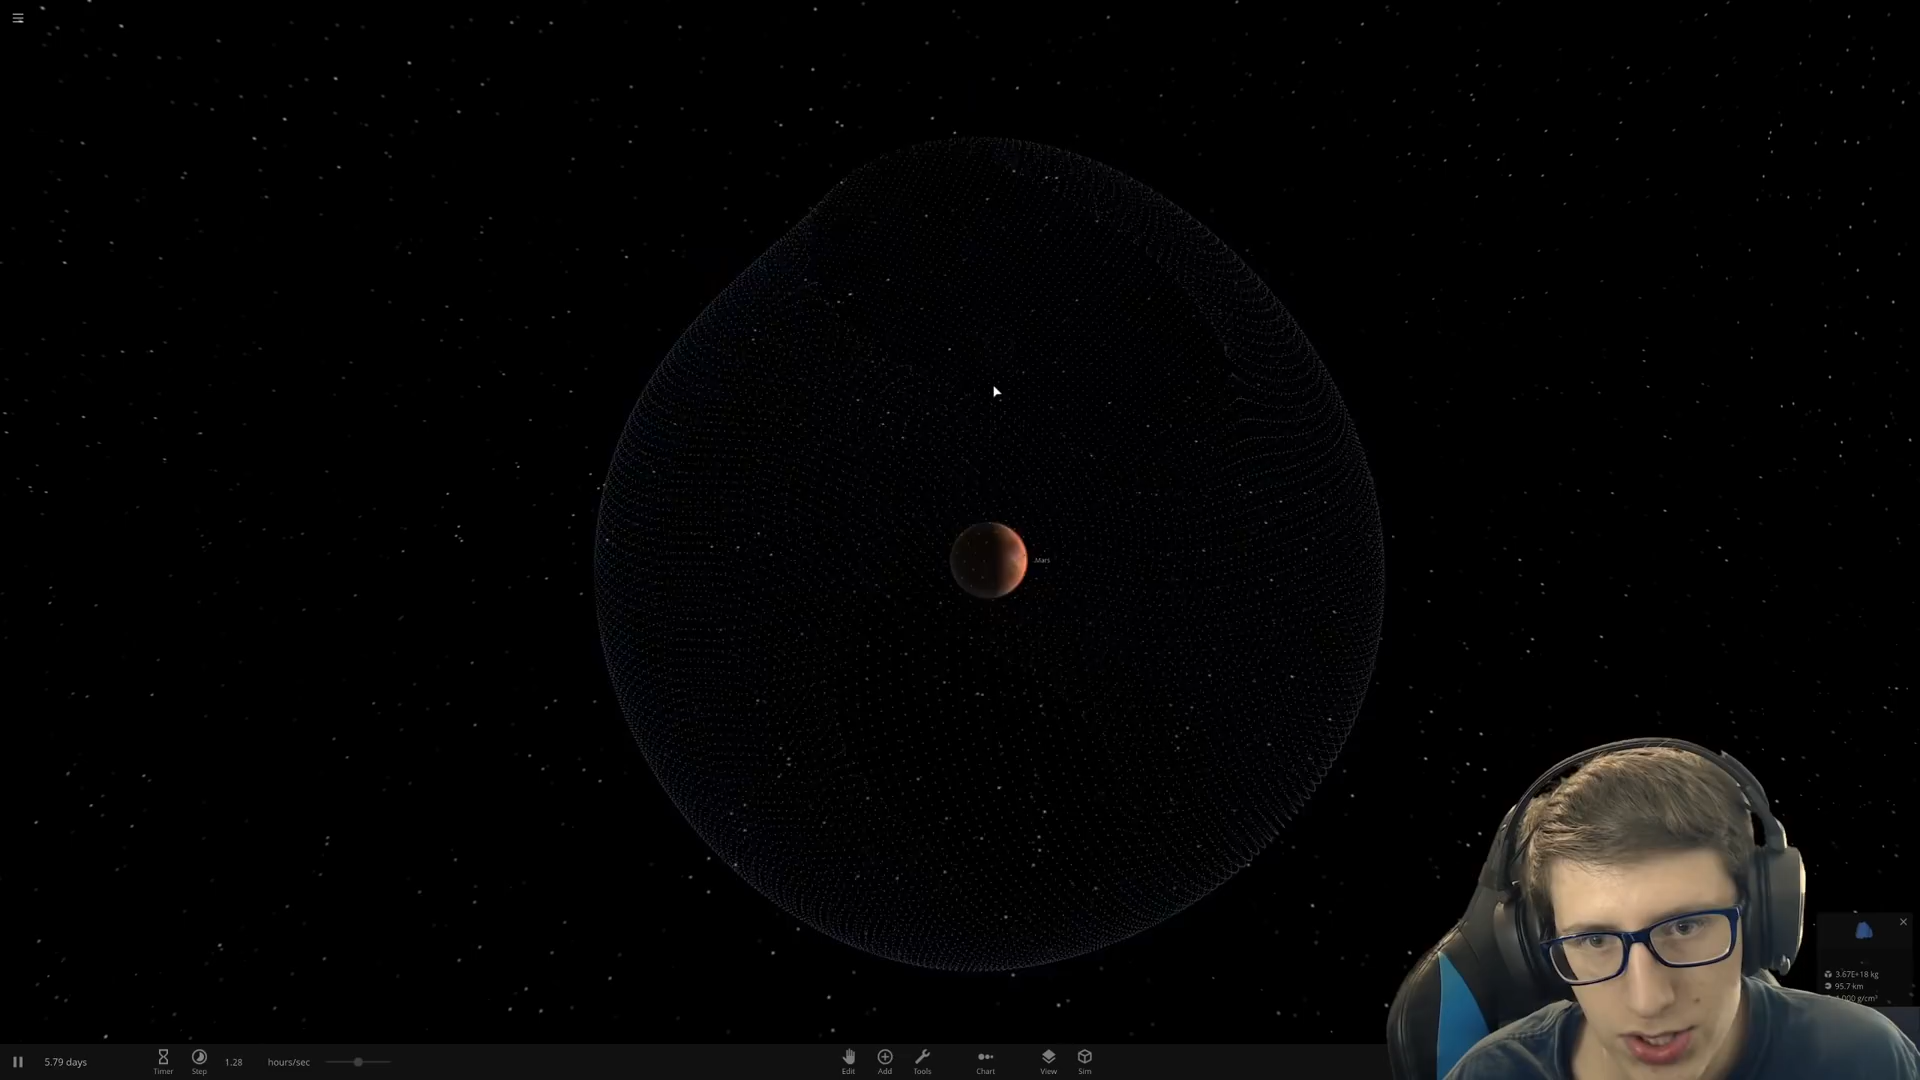 Mars
3.67E+18 kg
95.7 km
5.79 days
Timer
Step
1.28
hours/sec
Edit
Add
Tools
Chart
View
Sim